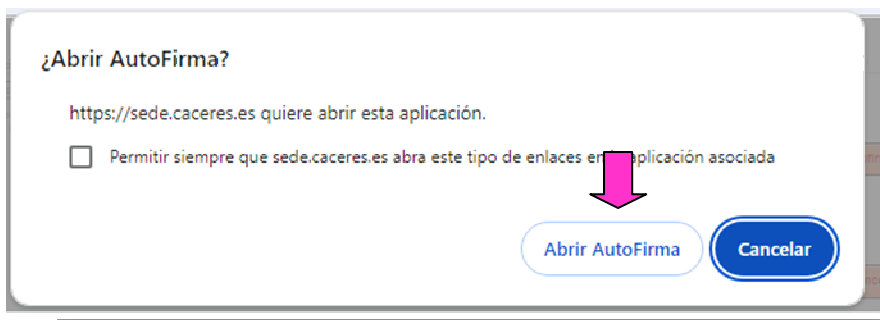 ¿Abrir AutoFirma?
https://sede.caceres.es quiere abrir esta aplicación.
Permitir siempre que sede.caceres.es abra este tipo de enlaces en aplicación asociada
Abrir AutoFirma
Cancelar